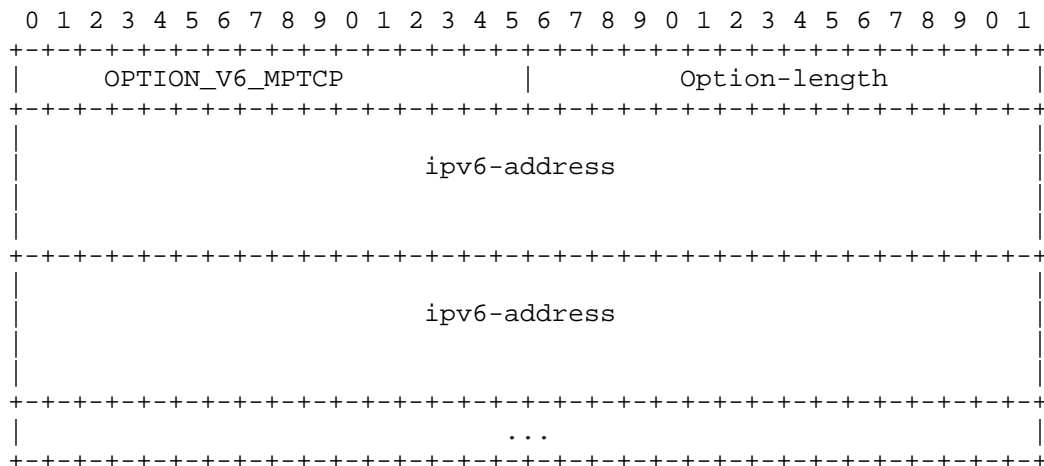 0 1 2 3 4 5 6 7 8 9 0 1 2 3 4 5 6 7 8 9 0 1 2 3 4 5 6 7 8 9 0 1
+-+-+-+-+-+-+-+-+-+-+-+-+-+-+-+-+-+-+-+-+-+-+-+-+-+-+-+-+-+-+-+-+
|     OPTION_V6_MPTCP           |         Option-length         |
+-+-+-+-+-+-+-+-+-+-+-+-+-+-+-+-+-+-+-+-+-+-+-+-+-+-+-+-+-+-+-+-+
|                                                               |
|                         ipv6-address                          |
|                                                               |
|                                                               |
+-+-+-+-+-+-+-+-+-+-+-+-+-+-+-+-+-+-+-+-+-+-+-+-+-+-+-+-+-+-+-+-+
|                                                               |
|                         ipv6-address                          |
|                                                               |
|                                                               |
+-+-+-+-+-+-+-+-+-+-+-+-+-+-+-+-+-+-+-+-+-+-+-+-+-+-+-+-+-+-+-+-+
|                              ...                              |
+-+-+-+-+-+-+-+-+-+-+-+-+-+-+-+-+-+-+-+-+-+-+-+-+-+-+-+-+-+-+-+-+